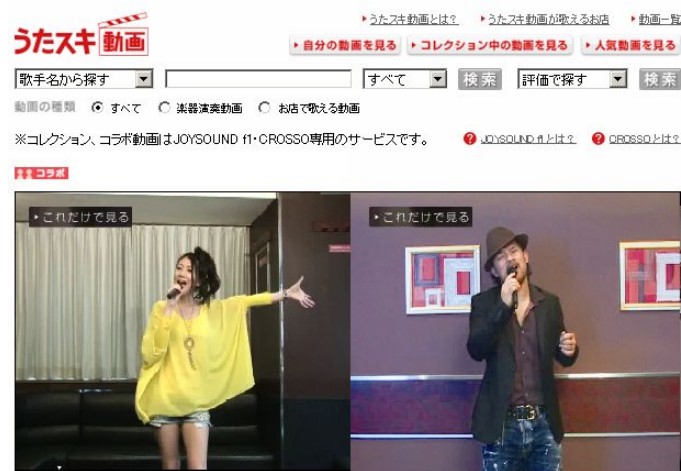 うたスキ動画とは? うたスキ動画が歌えるお店 動画一覧
うたスキ 動画
自分の動画を見る コレクション中の動画を見る 人気動画を見る
歌手名から探す すべて 検索 評価で探す 検索
動画の種類 すべて 楽器演奏動画 お店で歌える動画
※コレクション、コラボ動画はJOYSOUND f1・CROSSO専用のサービスです。 JOYSOUND f1とは? CROSSOとは?
コラボ
これだけで見る これだけで見る